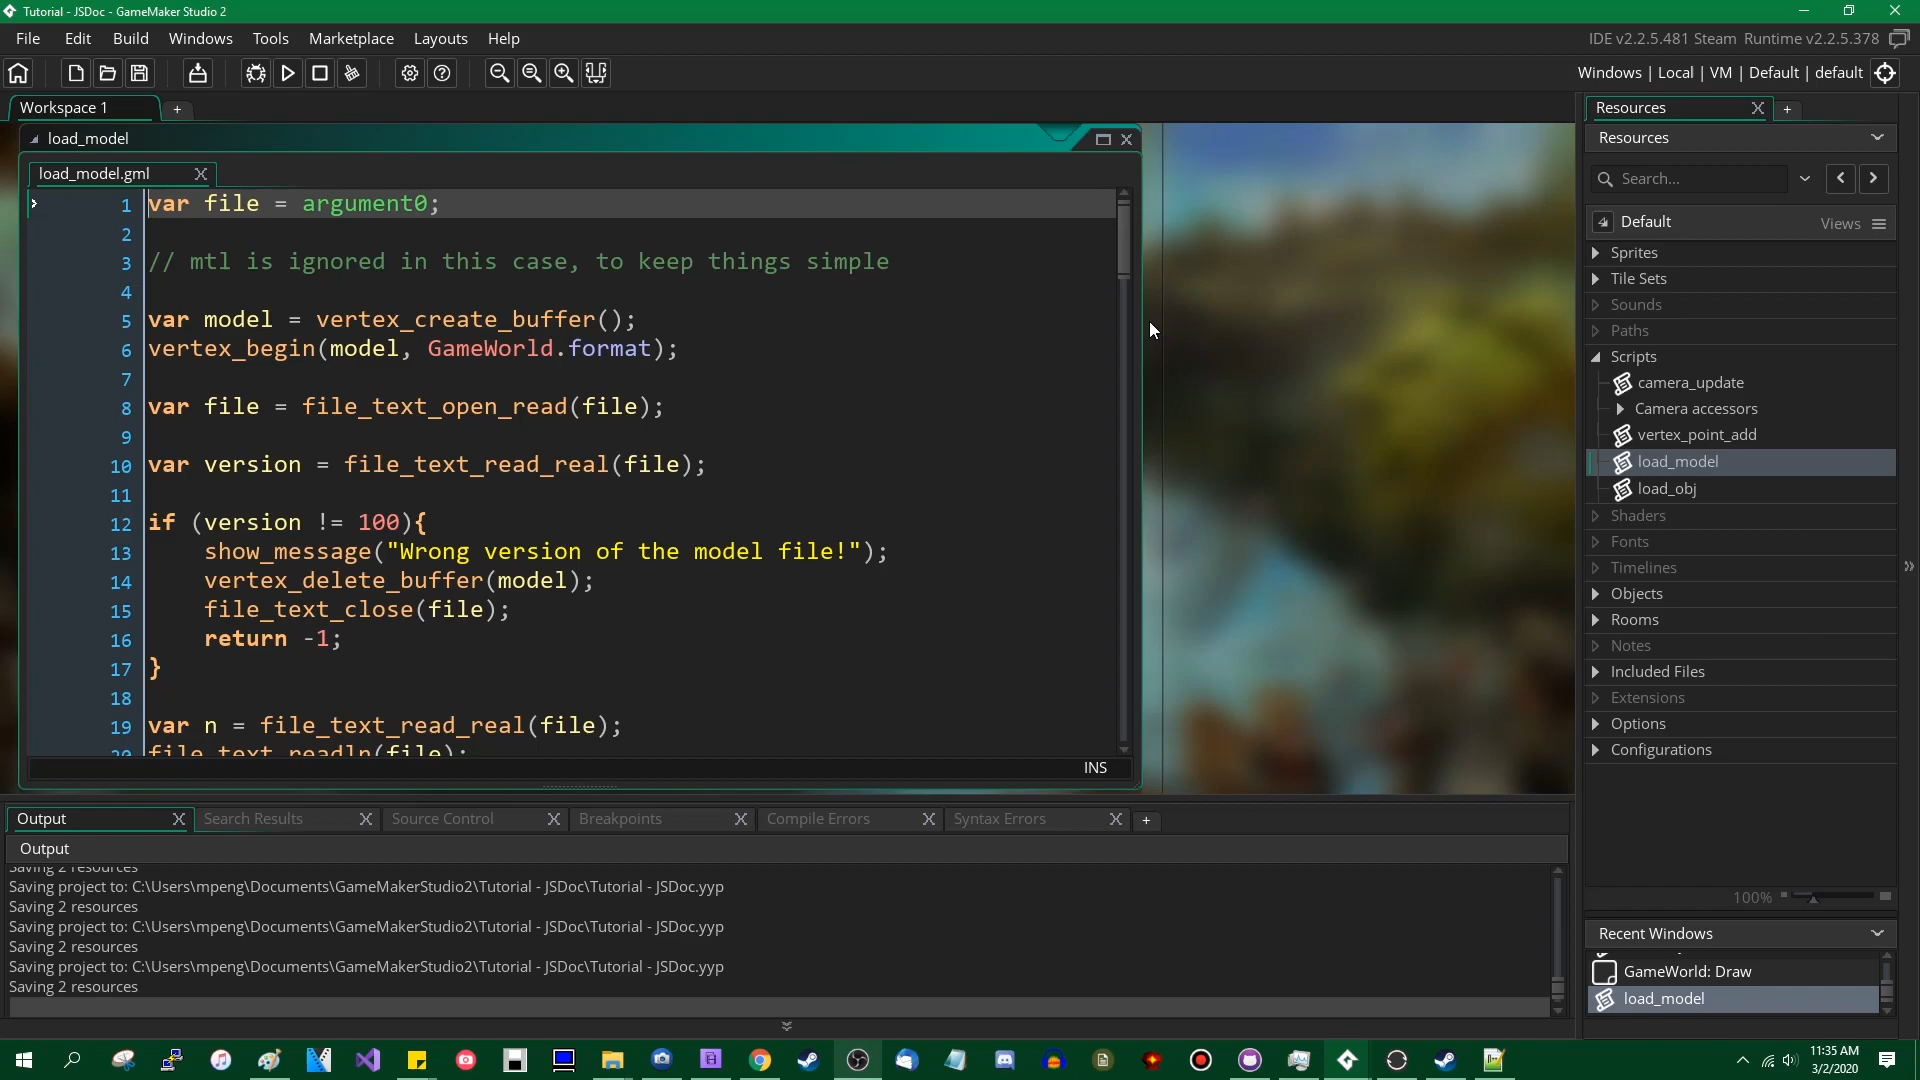 Tutorial - JSDoc - GameMaker Studio 2
File Edit Build Windows Tools Marketplace Layouts Help
IDE v2.2.5.481 Steam Runtime v2.2.5.378
Windows | Local | VM | Default | default
Workspace 1
load_model
load_model.gml
1 var file = argument0;
2
3 // mtl is ignored in this case, to keep things simple
4
5 var model = vertex_create_buffer();
6 vertex_begin(model, GameWorld.format);
7
8 var file = file_text_open_read(file);
9
10 var version = file_text_read_real(file);
11
12 if (version != 100){
13 show_message("Wrong version of the model file!");
14 vertex_delete_buffer(model);
15 file_text_close(file);
16 return -1;
17 }
18
19 var n = file_text_read_real(file);
20 file_text_readln(file);
INS
Output Search Results Source Control Breakpoints Compile Errors Syntax Errors
Output
Saving 2 resources
Saving project to: C:\Users\mpeng\Documents\GameMakerStudio2\Tutorial - JSDoc\Tutorial - JSDoc.yyp
Saving 2 resources
Saving project to: C:\Users\mpeng\Documents\GameMakerStudio2\Tutorial - JSDoc\Tutorial - JSDoc.yyp
Saving 2 resources
Saving project to: C:\Users\mpeng\Documents\GameMakerStudio2\Tutorial - JSDoc\Tutorial - JSDoc.yyp
Saving 2 resources
Resources
Resources
Search...
Default Views
Sprites
Tile Sets
Sounds
Paths
Scripts
camera_update
Camera accessors
vertex_point_add
load_model
load_obj
Shaders
Fonts
Timelines
Objects
Rooms
Notes
Included Files
Extensions
Options
Configurations
100%
Recent Windows
GameWorld: Draw
load_model
11:35 AM
3/2/2020